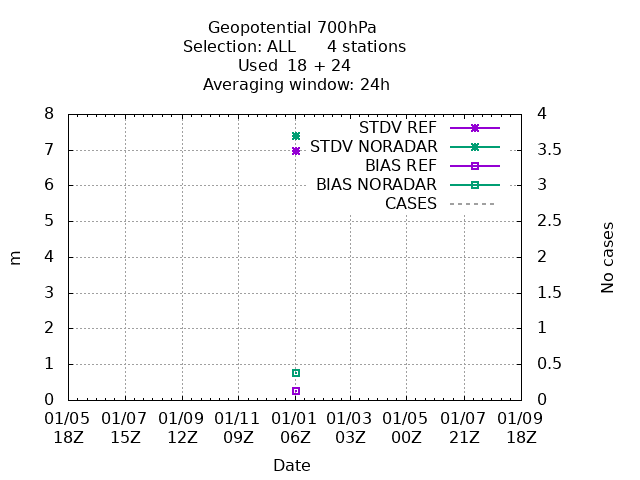 Geopotential 700hPa
Selection: ALL      4 stations
Used  18 + 24
Averaging window: 24h
8 4
STDV REF
STDV NORADAR
7 3.5
BIAS REF
6 BIAS NORADAR 3
CASES
5 2.5
m 4 2 No cases
3 1.5
2 1
1 0.5
0 0
01/05 01/07 01/09 01/11 01/01 01/03 01/05 01/07 01/09
18Z 15Z 12Z 09Z 06Z 03Z 00Z 21Z 18Z
Date